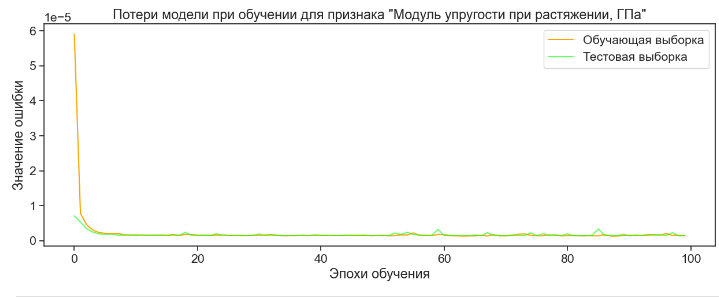 Потери модели при обучении для признака "Модуль упругости при растяжении, ГПа"
1e−5
Обучающая выборка
Тестовая выборка
6
5
4
3
2
1
0
Значение ошибки
0 20 40 60 80 100
Эпохи обучения